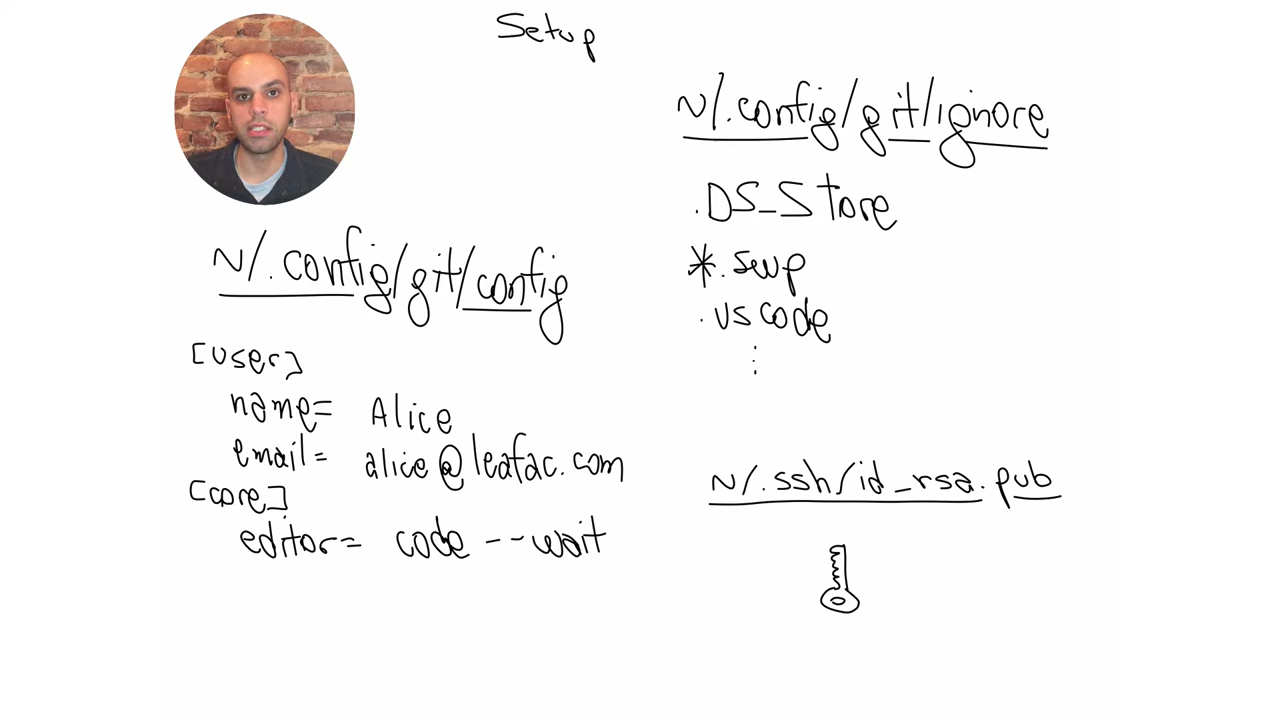 Setup
~/.config/git/config
[user]
name= Alice
email= alice@leafac.com
[core]
editor= code --wait
~/.config/git/ignore
.DS_Store
*.swp
.vscode
⋮
~/.ssh/id_rsa.pub